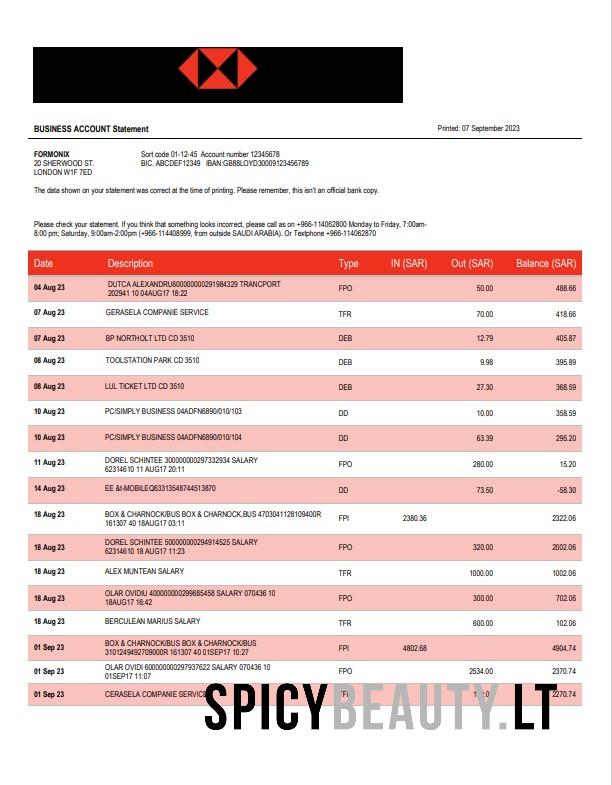 BUSINESS ACCOUNT Statement
Printed: 07 September 2023
FORMONIX Sort code 01-12-45 Account number 12345678
20 SHERWOOD ST. BIC. ABCDEF12349 IBAN:GB88LOYD30009123456789
LONDON W1F 7ED
The data shown on your statement was correct at the time of printing. Please remember, this isn't an official bank copy.
Please check your statement. If you think that something looks incorrect, please call as on +966-114062800 Monday to Friday, 7:00am-
8:00 pm; Saturday, 9:00am-2:00pm (+966-114408999, from outside SAUDI ARABIA). Or Textphone +966-114062870
Date Description Type IN (SAR) Out (SAR) Balance (SAR)
04 Aug 23 DUTCA ALEXANDRU600000000291984329 TRANCPORT FPO 50.00 488.66
202941 10 04AUG17 18:22
07 Aug 23 GERASELA COMPANIE SERVICE TFR 70.00 418.66
07 Aug 23 BP NORTHOLT LTD CD 3510 DEB 12.79 405.87
08 Aug 23 TOOLSTATION PARK CD 3510 DEB 9.98 395.89
08 Aug 23 LUL TICKET LTD CD 3510 DEB 27.30 368.59
10 Aug 23 PC/SIMPLY BUSINESS 04ADFN6890/010/103 DD 10.00 358.59
10 Aug 23 PC/SIMPLY BUSINESS 04ADFN6890/010/104 DD 63.39 295.20
11 Aug 23 DOREL SCHINTEE 300000000297332934 SALARY FPO 280.00 15.20
62314610 11 AUG17 20:11
14 Aug 23 EE &t-MOBILEQ63313548744513870 DD 73.50 -58.30
18 Aug 23 BOX & CHARNOCK/BUS BOX & CHARNOCK.BUS 4703041128109400R FPI 2380.36 2322.06
161307 40 18AUG17 03:11
18 Aug 23 DOREL SCHINTEE 500000000294914525 SALARY FPO 320.00 2002.06
62314610 18 AUG17 11:23
18 Aug 23 ALEX MUNTEAN SALARY TFR 1000.00 1002.06
18 Aug 23 OLAR OVIDIU 400000000299685458 SALARY 070436 10 FPO 300.00 702.06
18AUG17 16:42
18 Aug 23 BERCULEAN MARIUS SALARY TFR 600.00 102.06
01 Sep 23 BOX & CHARNOCK/BUS BOX & CHARNOCK/BUS FPI 4802.68 4904.74
3101249492709000R 161307 40 01SEP17 10:27
01 Sep 23 OLAR OVIDI 600000000297937622 SALARY 070436 10 FPO 2534.00 2370.74
01SEP17 11:07
01 Sep 23 CERASELA COMPANIE 2270.74
SPICYBEAUTY.LT